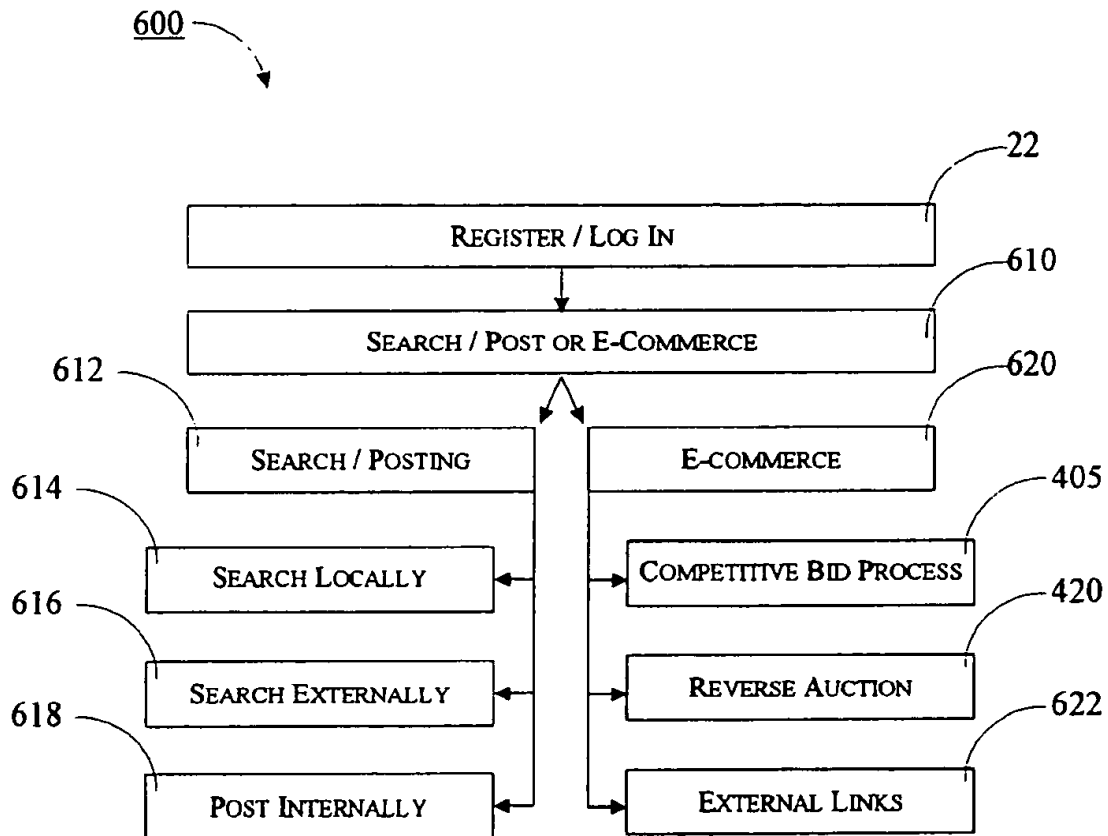 600
22
REGISTER / LOG IN
610
SEARCH / POST OR E-COMMERCE
612
620
SEARCH / POSTING
E-COMMERCE
614
405
SEARCH LOCALLY
COMPETITIVE BID PROCESS
616
420
SEARCH EXTERNALLY
REVERSE AUCTION
618
622
POST INTERNALLY
EXTERNAL LINKS